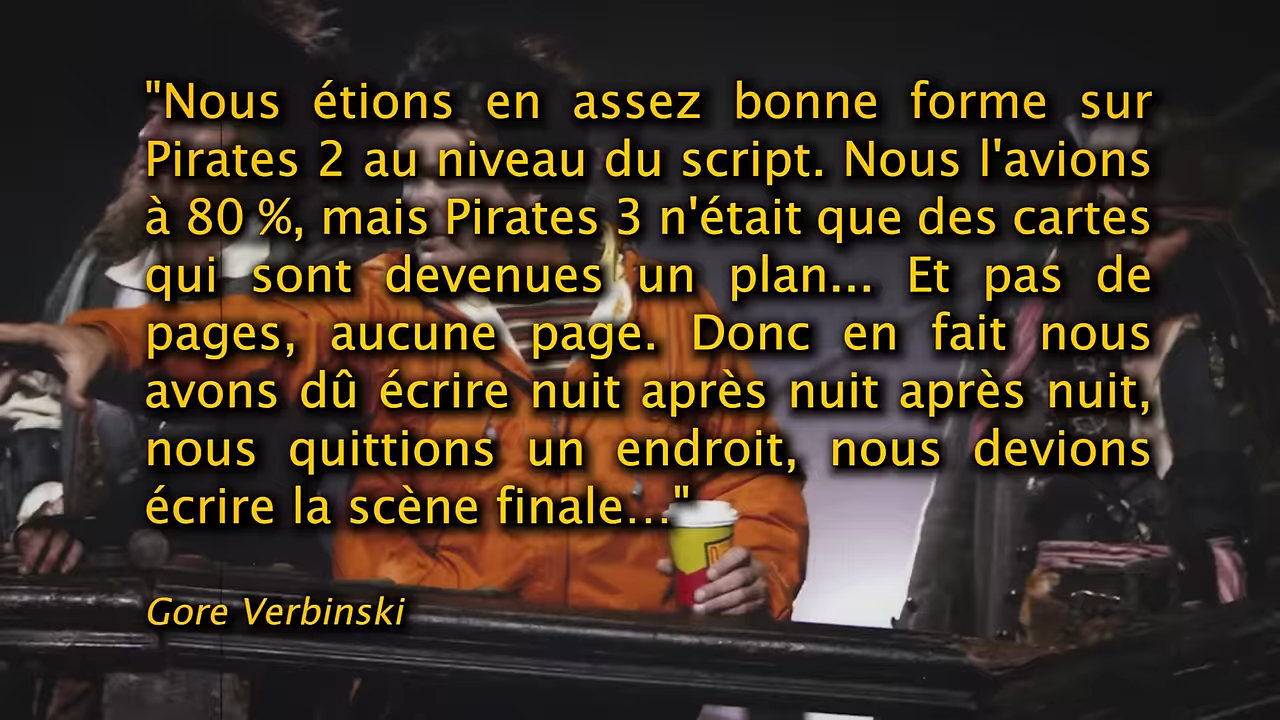 "Nous étions en assez bonne forme sur
Pirates 2 au niveau du script. Nous l'avions
à 80 %, mais Pirates 3 n'était que des cartes
qui sont devenues un plan... Et pas de
pages, aucune page. Donc en fait nous
avons dû écrire nuit après nuit après nuit,
nous quittions un endroit, nous devions
écrire la scène finale..."
Gore Verbinski